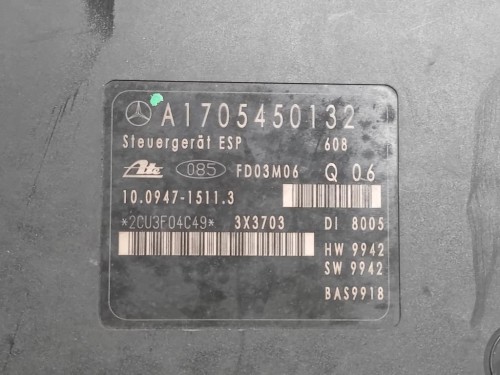 A1705450132
Steuergerät ESP /608
Ate 085 FD03M06 Q 06
10.0947-1511.3
*2CU3F04C49* 3X3703 DI 8005
HW 9942
SW 9942
BAS9918